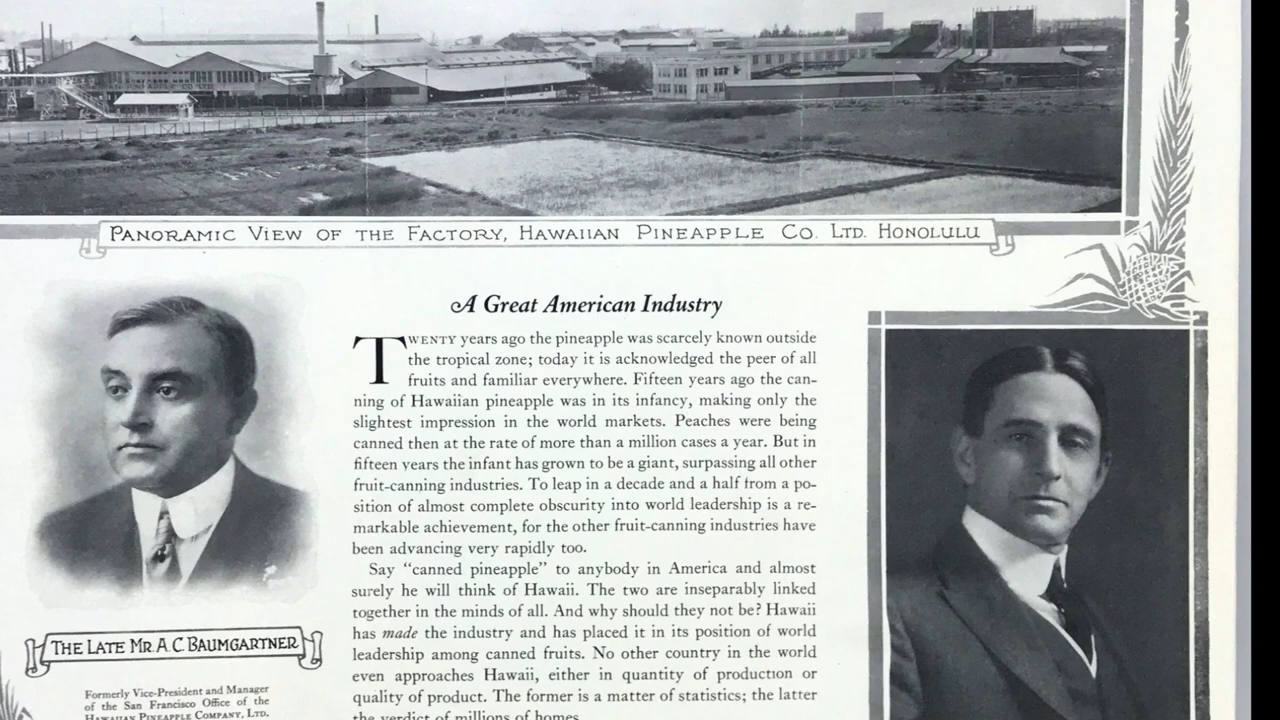 PANORAMIC VIEW OF THE FACTORY, HAWAIIAN PINEAPPLE CO. LTD. HONOLULU
A Great American Industry
TWENTY years ago the pineapple was scarcely known outside
the tropical zone; today it is acknowledged the peer of all
fruits and familiar everywhere. Fifteen years ago the can-
ning of Hawaiian pineapple was in its infancy, making only the
slightest impression in the world markets. Peaches were being
canned then at the rate of more than a million cases a year. But in
fifteen years the infant has grown to be a giant, surpassing all other
fruit-canning industries. To leap in a decade and a half from a po-
sition of almost complete obscurity into world leadership is a re-
markable achievement, for the other fruit-canning industries have
been advancing very rapidly too.
Say “canned pineapple” to anybody in America and almost
surely he will think of Hawaii. The two are inseparably linked
together in the minds of all. And why should they not be? Hawaii
has made the industry and has placed it in its position of world
leadership among canned fruits. No other country in the world
even approaches Hawaii, either in quantity of production or
quality of product. The former is a matter of statistics; the latter
the verdict of millions of homes.
THE LATE MR. A. C. BAUMGARTNER
Formerly Vice-President and Manager
of the San Francisco Office of the
HAWAIIAN PINEAPPLE COMPANY, LTD.